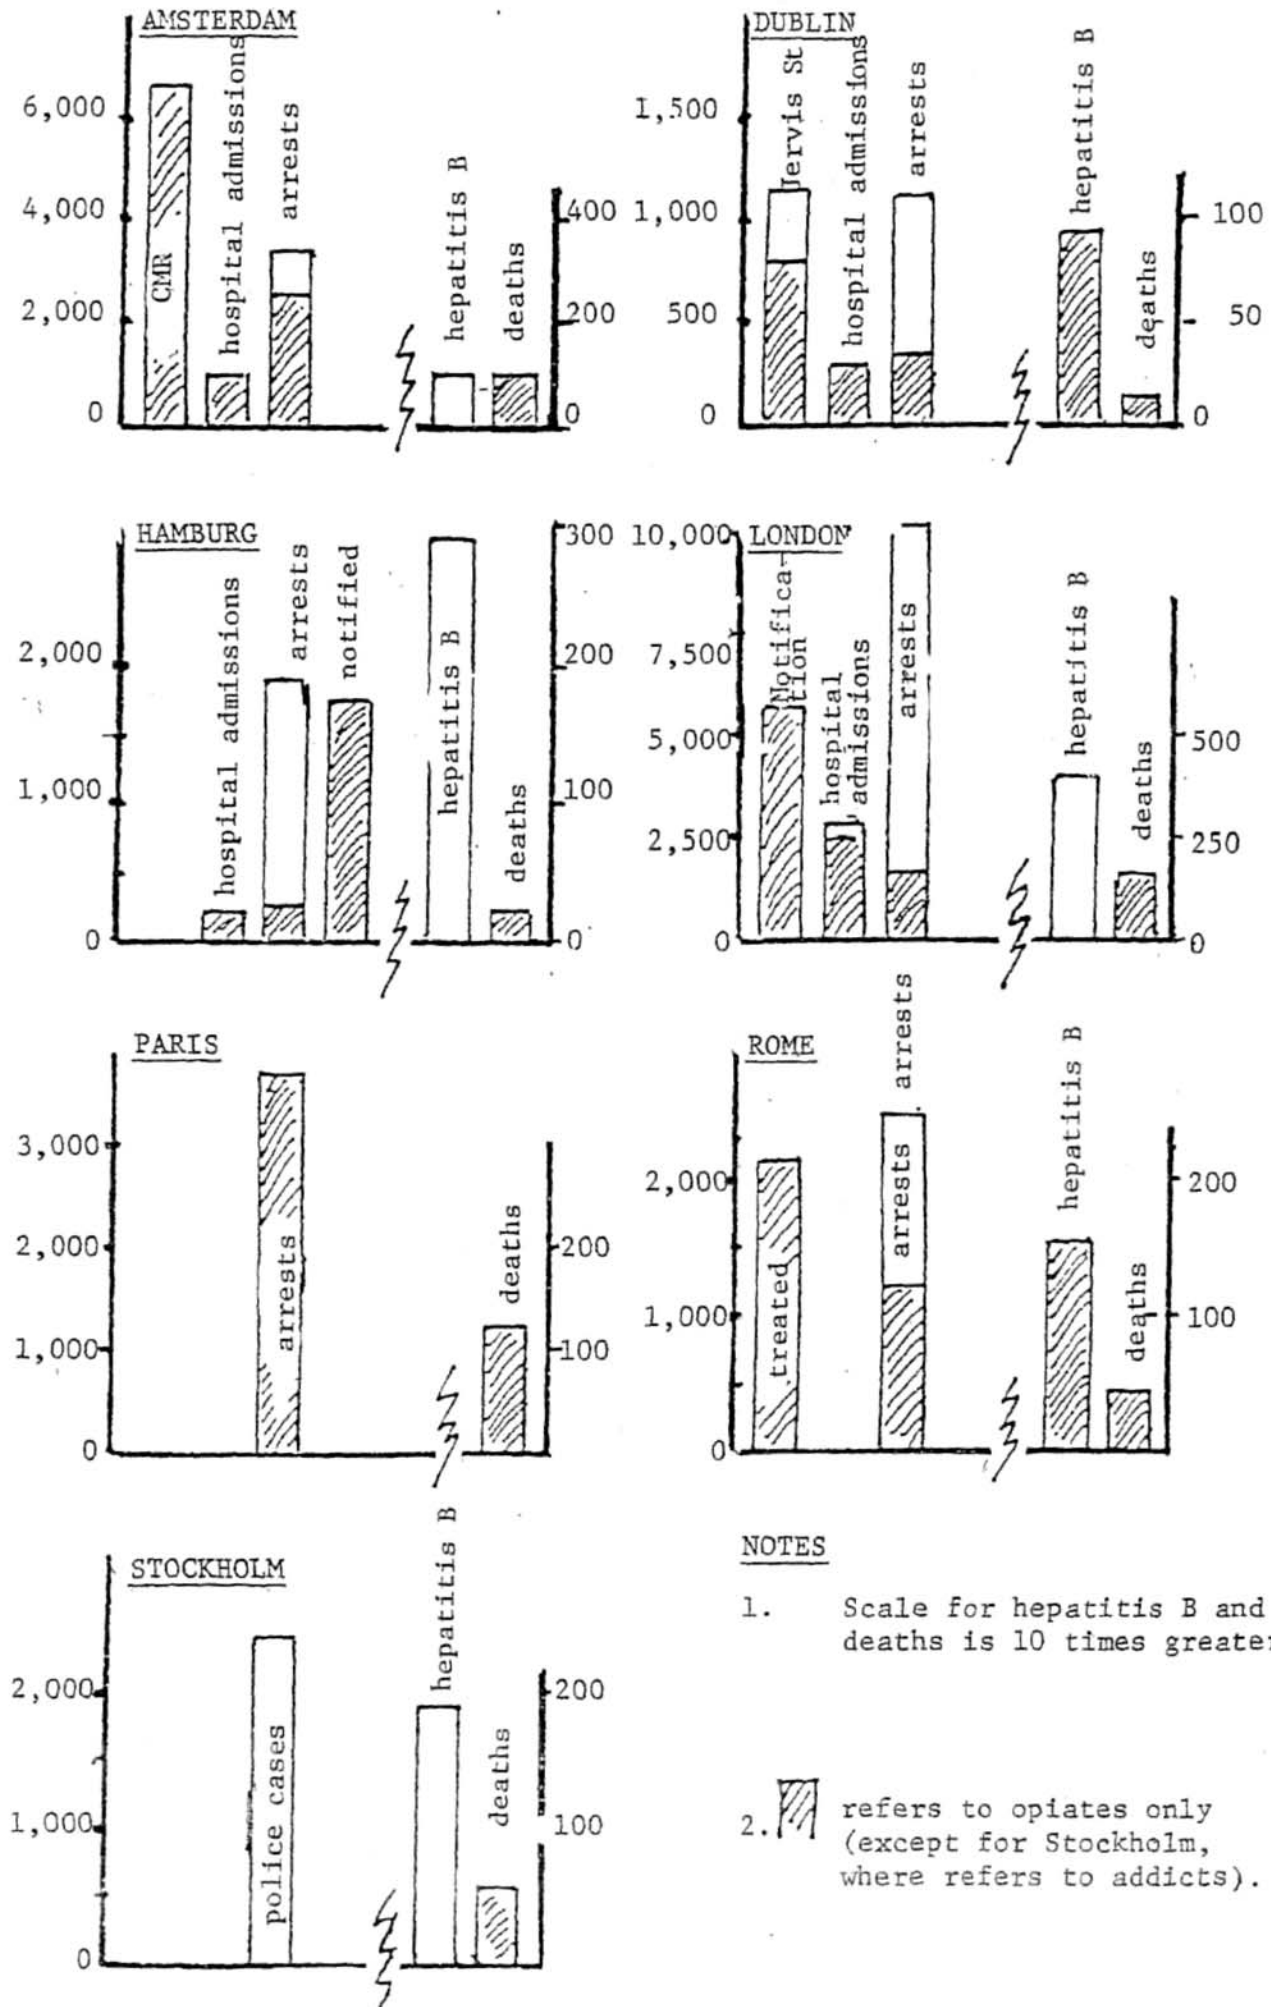 AMSTERDAM
6,000
4,000
2,000
0
CMR
hospital admissions
arrests
hepatitis B
deaths
400
200
0
DUBLIN
1,500
1,000
500
0
Jervis St
hospital admissions
arrests
hepatitis B
deaths
100
50
0
HAMBURG
2,000
1,000
0
hospital admissions
arrests
notified
hepatitis B
deaths
300
200
100
0
LONDON
10,000
7,500
5,000
2,500
0
Notifica-
tion
hospital
admissions
arrests
hepatitis B
deaths
500
250
0
PARIS
3,000
2,000
1,000
0
arrests
deaths
200
100
ROME
2,000
1,000
0
treated
arrests
arrests
hepatitis B
deaths
200
100
STOCKHOLM
2,000
1,000
0
police cases
hepatitis B
deaths
200
100
NOTES
1. Scale for hepatitis B and
deaths is 10 times greater
2. refers to opiates only
(except for Stockholm,
where refers to addicts).